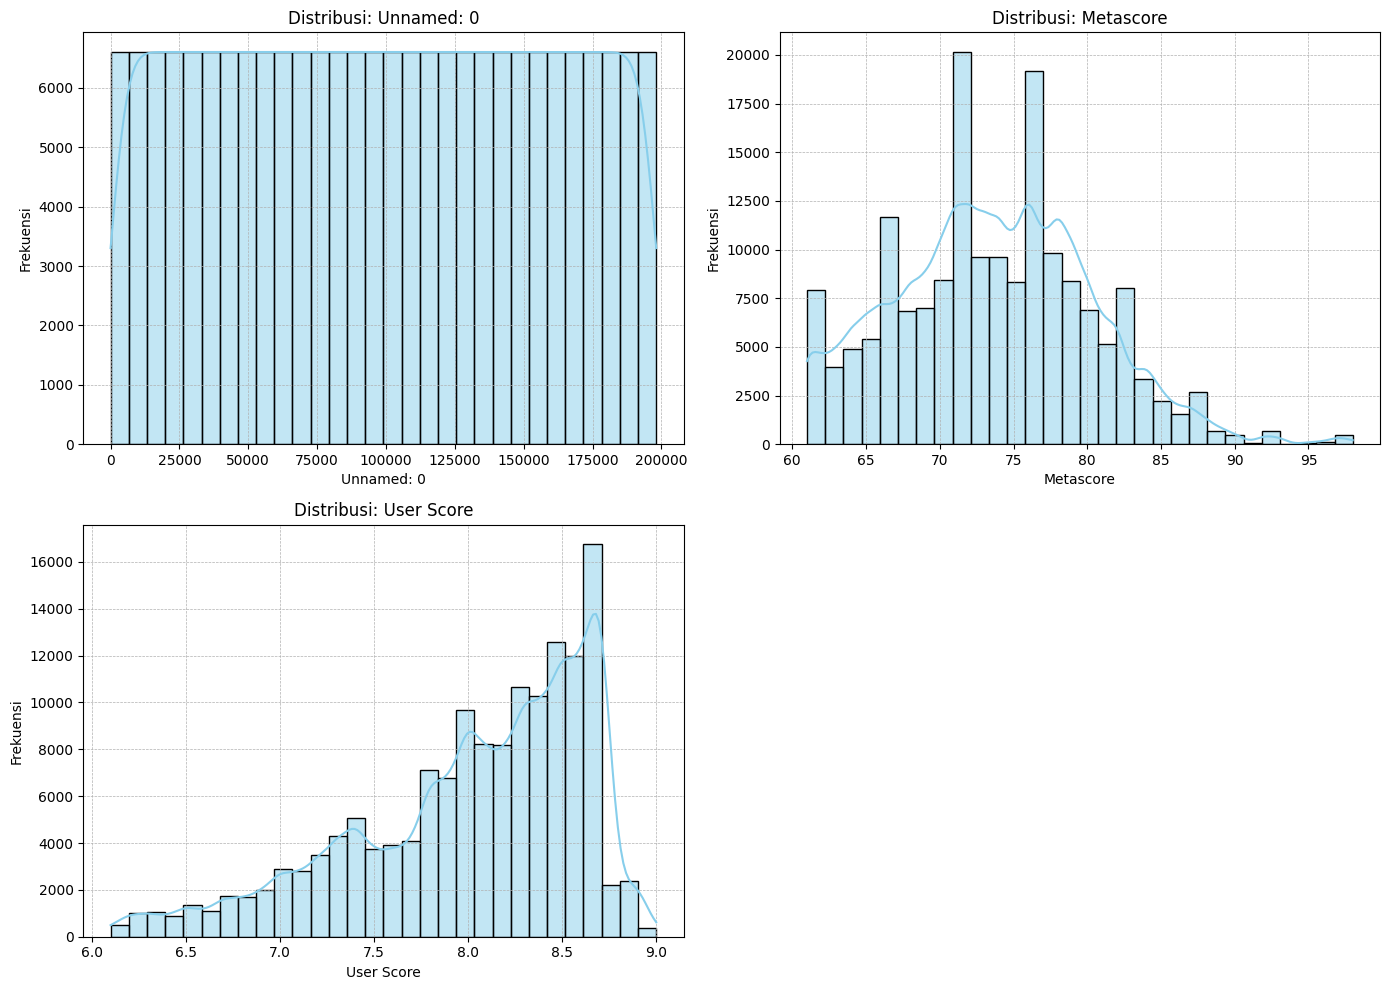 Distribusi: Unnamed: 0
Frekuensi
6000
5000
4000
3000
2000
1000
0
0 25000 50000 75000 100000 125000 150000 175000 200000
Unnamed: 0
Distribusi: Metascore
Frekuensi
20000
17500
15000
12500
10000
7500
5000
2500
0
60 65 70 75 80 85 90 95
Metascore
Distribusi: User Score
Frekuensi
16000
14000
12000
10000
8000
6000
4000
2000
0
6.0 6.5 7.0 7.5 8.0 8.5 9.0
User Score